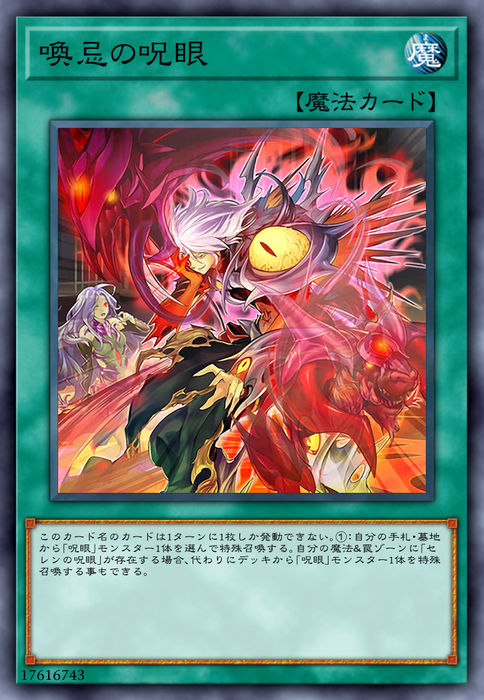 喚忌の呪眼
魔
【魔法カード】
このカード名のカードは1ターンに1枚しか発動できない。①:自分の手札・墓地
から「呪眼」モンスター1体を選んで特殊召喚する。自分の魔法&罠ゾーンに「セ
レンの呪眼」が存在する場合、代わりにデッキから「呪眼」モンスター1体を特殊
召喚する事もできる。
17616743